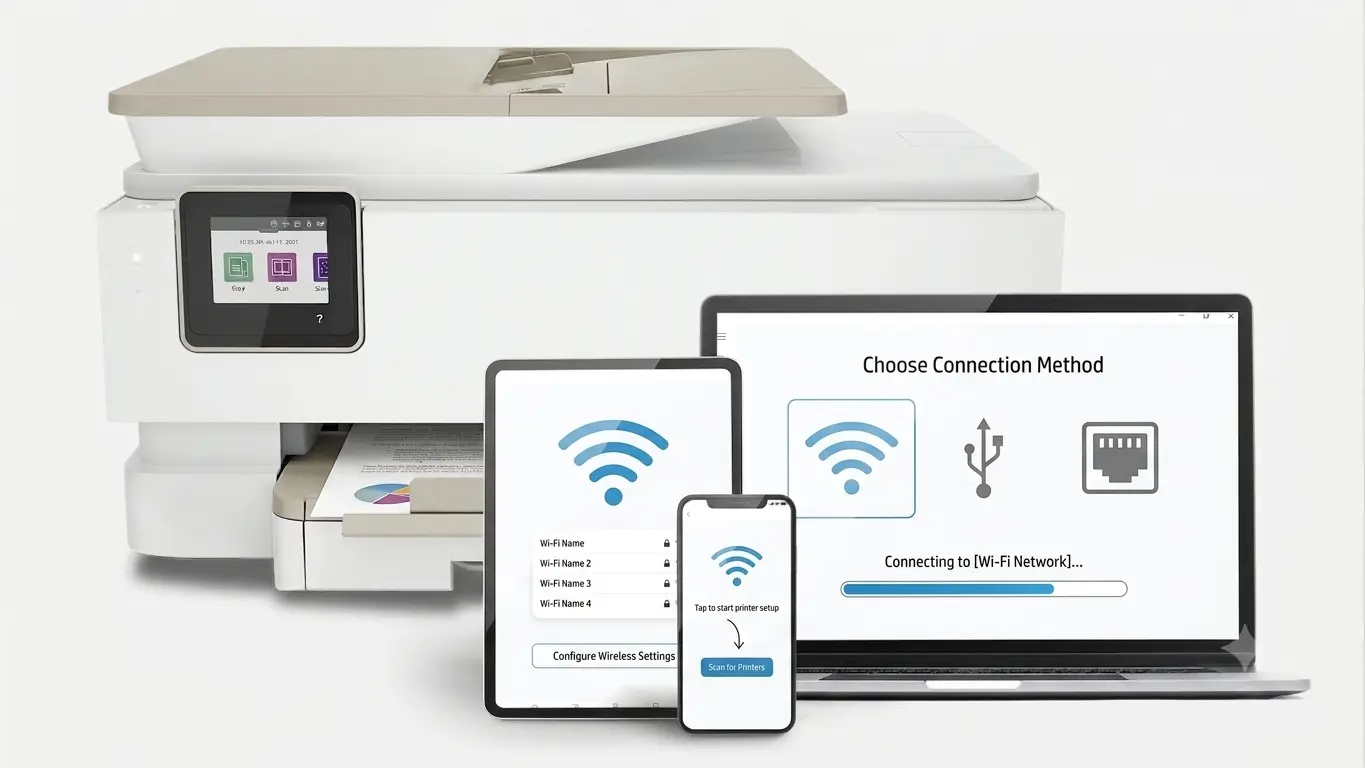 Scan
?
Choose Connection Method
Connecting to [Wi-Fi Network]...
Wi-Fi Name
Wi-Fi Name 2
Wi-Fi Name 3
Wi-Fi Name 4
Configure Wireless Settings
Tap to start printer setup
Scan for Printers